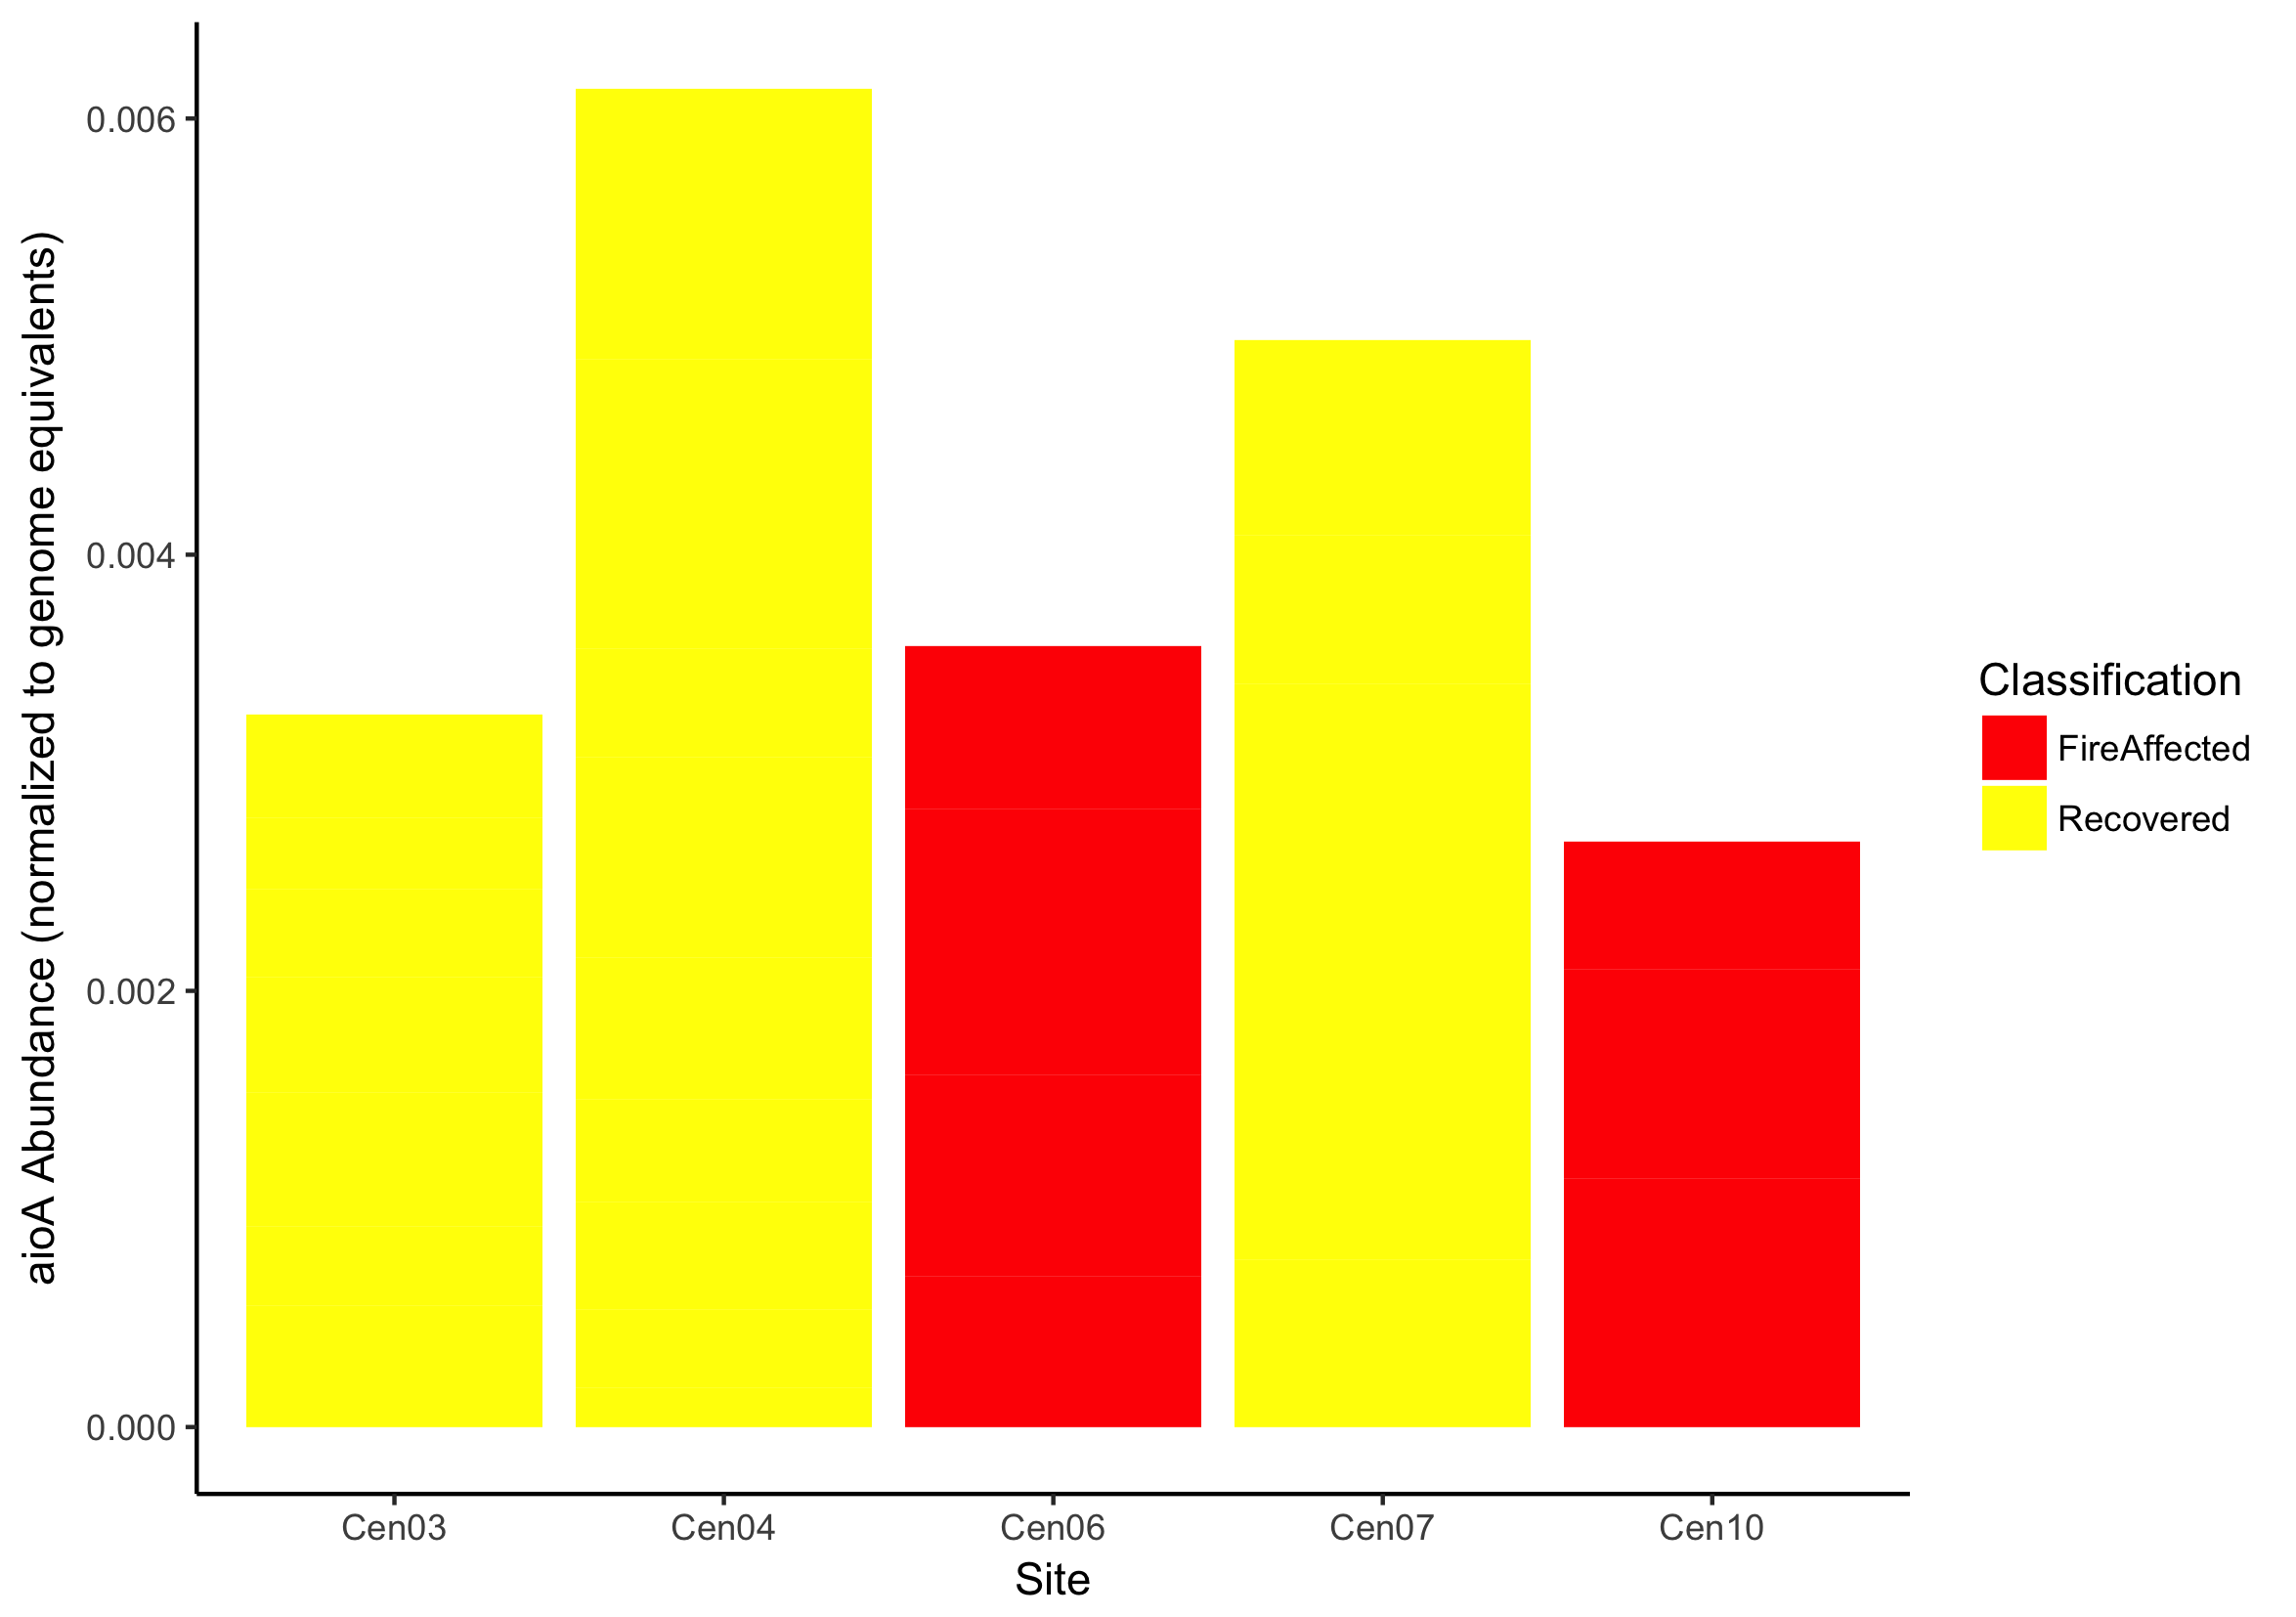 aioA Abundance (normalized to genome equivalents)
0.006
0.004
0.002
0.000
Cen03
Cen04
Cen06
Cen07
Cen10
Site
Classification
FireAffected
Recovered